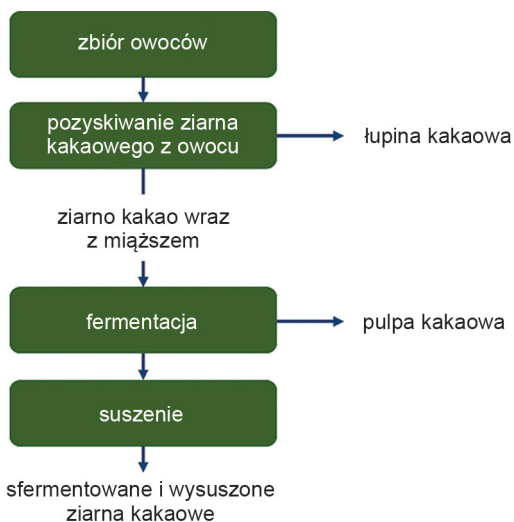 zbiór owoców
pozyskiwanie ziarna
kakaowego z owocu
łupina kakaowa
ziarno kakao wraz
z miąższem
fermentacja
pulpa kakaowa
suszenie
sfermentowane i wysuszone
ziarna kakaowe